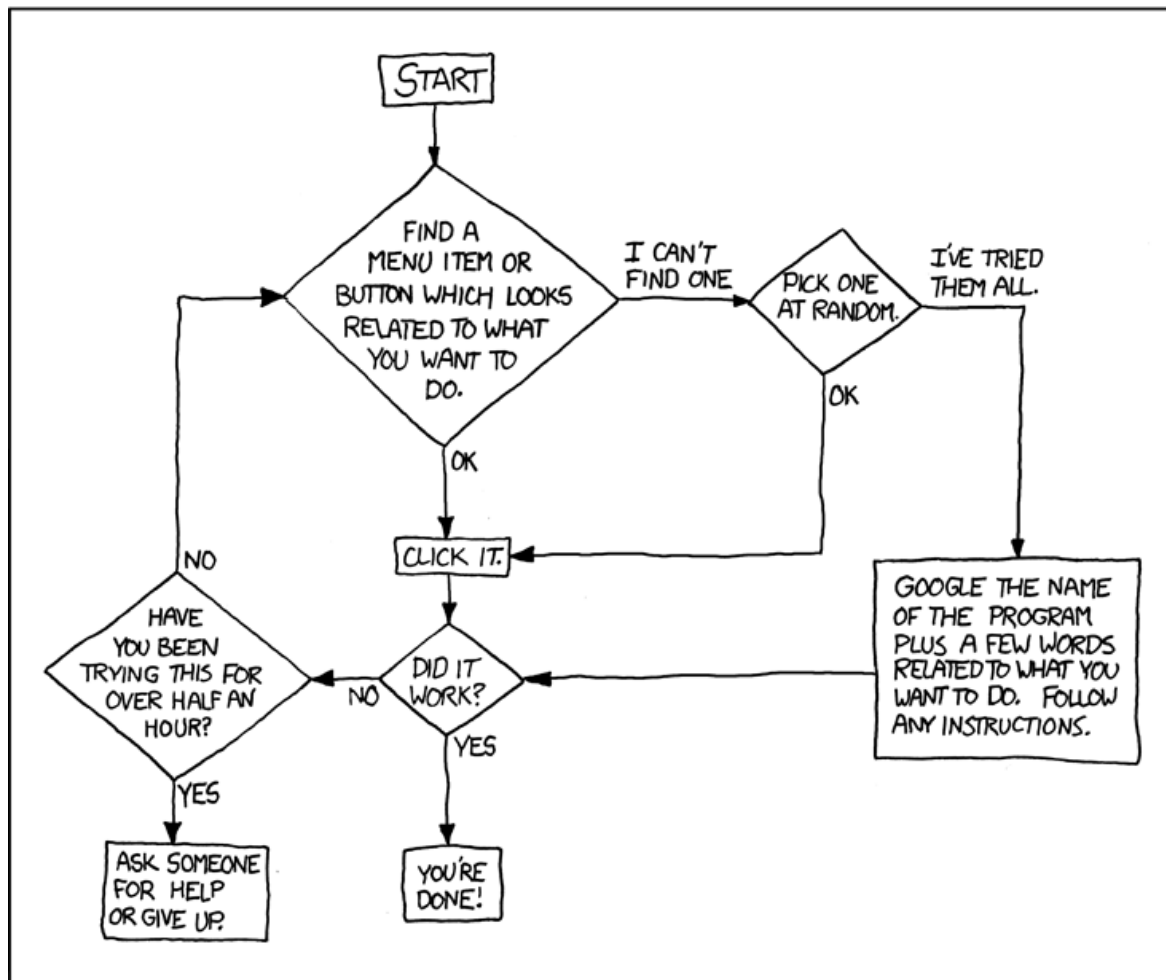 START
FIND A
MENU ITEM OR
BUTTON WHICH LOOKS
RELATED TO WHAT
YOU WANT TO
DO.
I CAN'T
FIND ONE
PICK ONE
AT RANDOM.
I'VE TRIED
THEM ALL.
OK
OK
CLICK IT.
NO
HAVE
YOU BEEN
TRYING THIS FOR
OVER HALF AN
HOUR?
NO
DID IT
WORK?
GOOGLE THE NAME
OF THE PROGRAM
PLUS A FEW WORDS
RELATED TO WHAT YOU
WANT TO DO. FOLLOW
ANY INSTRUCTIONS.
YES
YES
ASK SOMEONE
FOR HELP
OR GIVE UP.
YOU'RE
DONE!